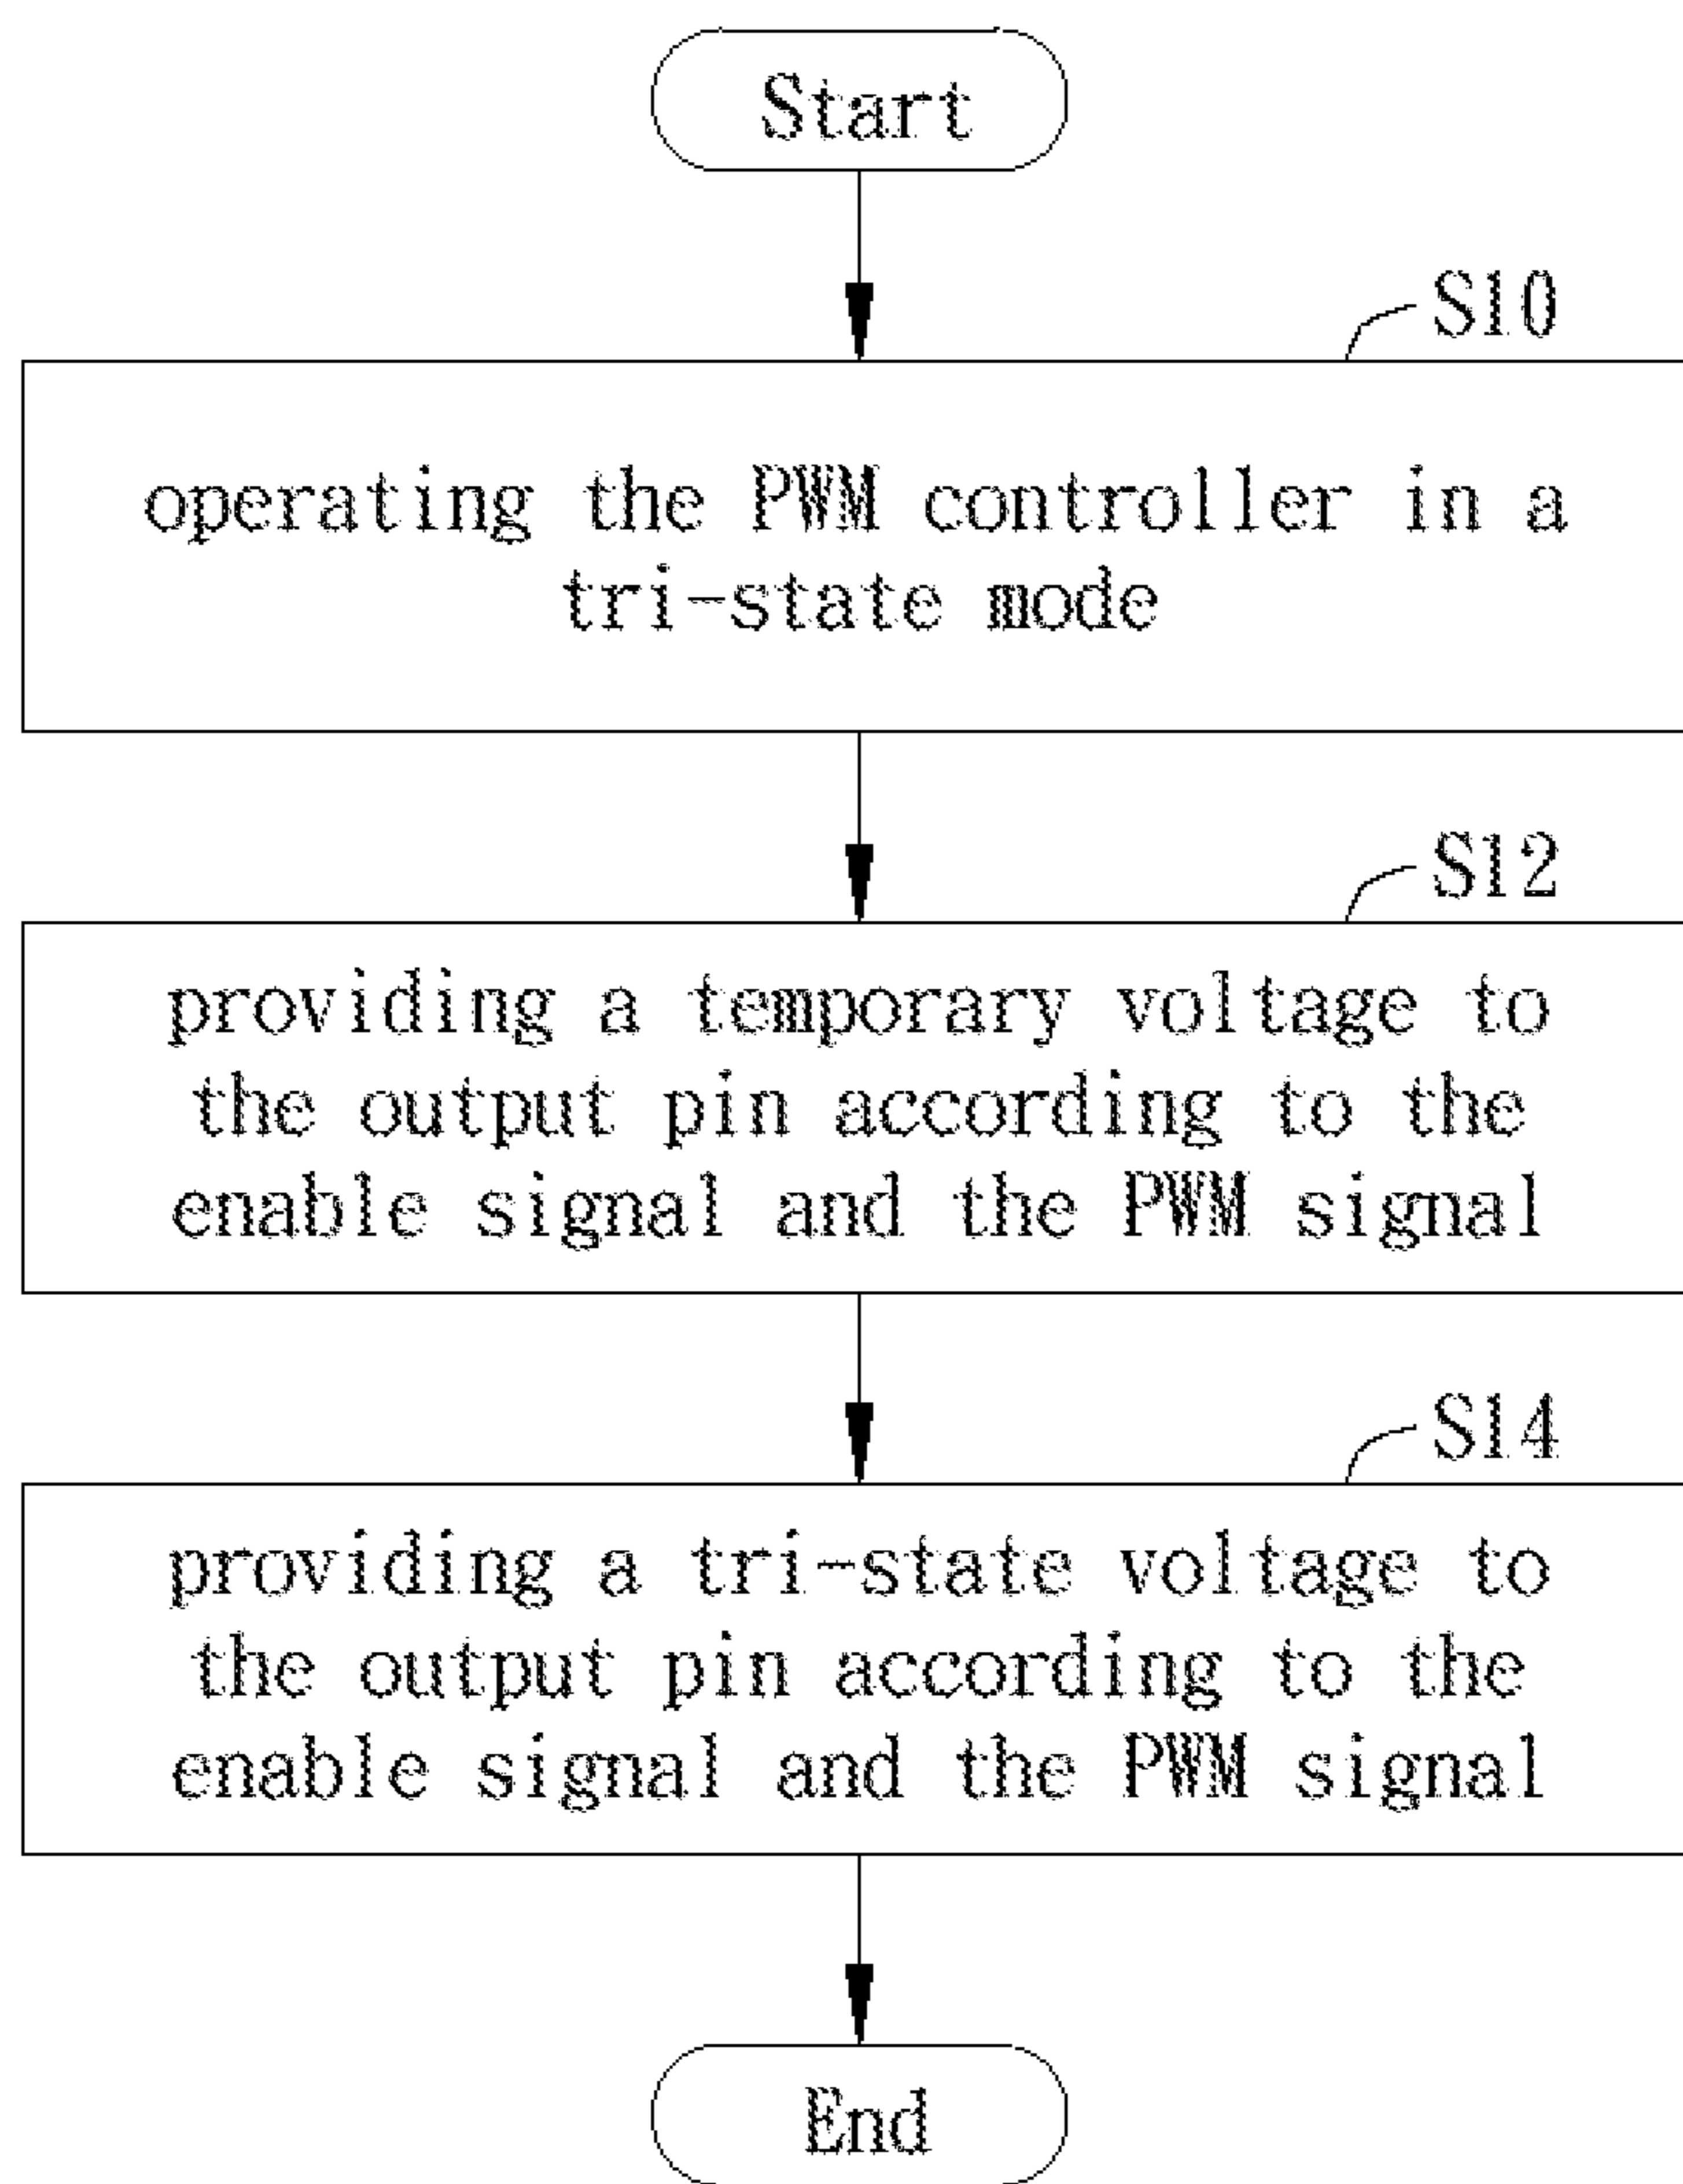 Start
S10
operating the PWM controller in a
tri-state mode
S12
providing a temporary voltage to
the output pin according to the
enable signal and the PWM signal
S14
providing a tri-state voltage to
the output pin according to the
enable signal and the PWM signal
End